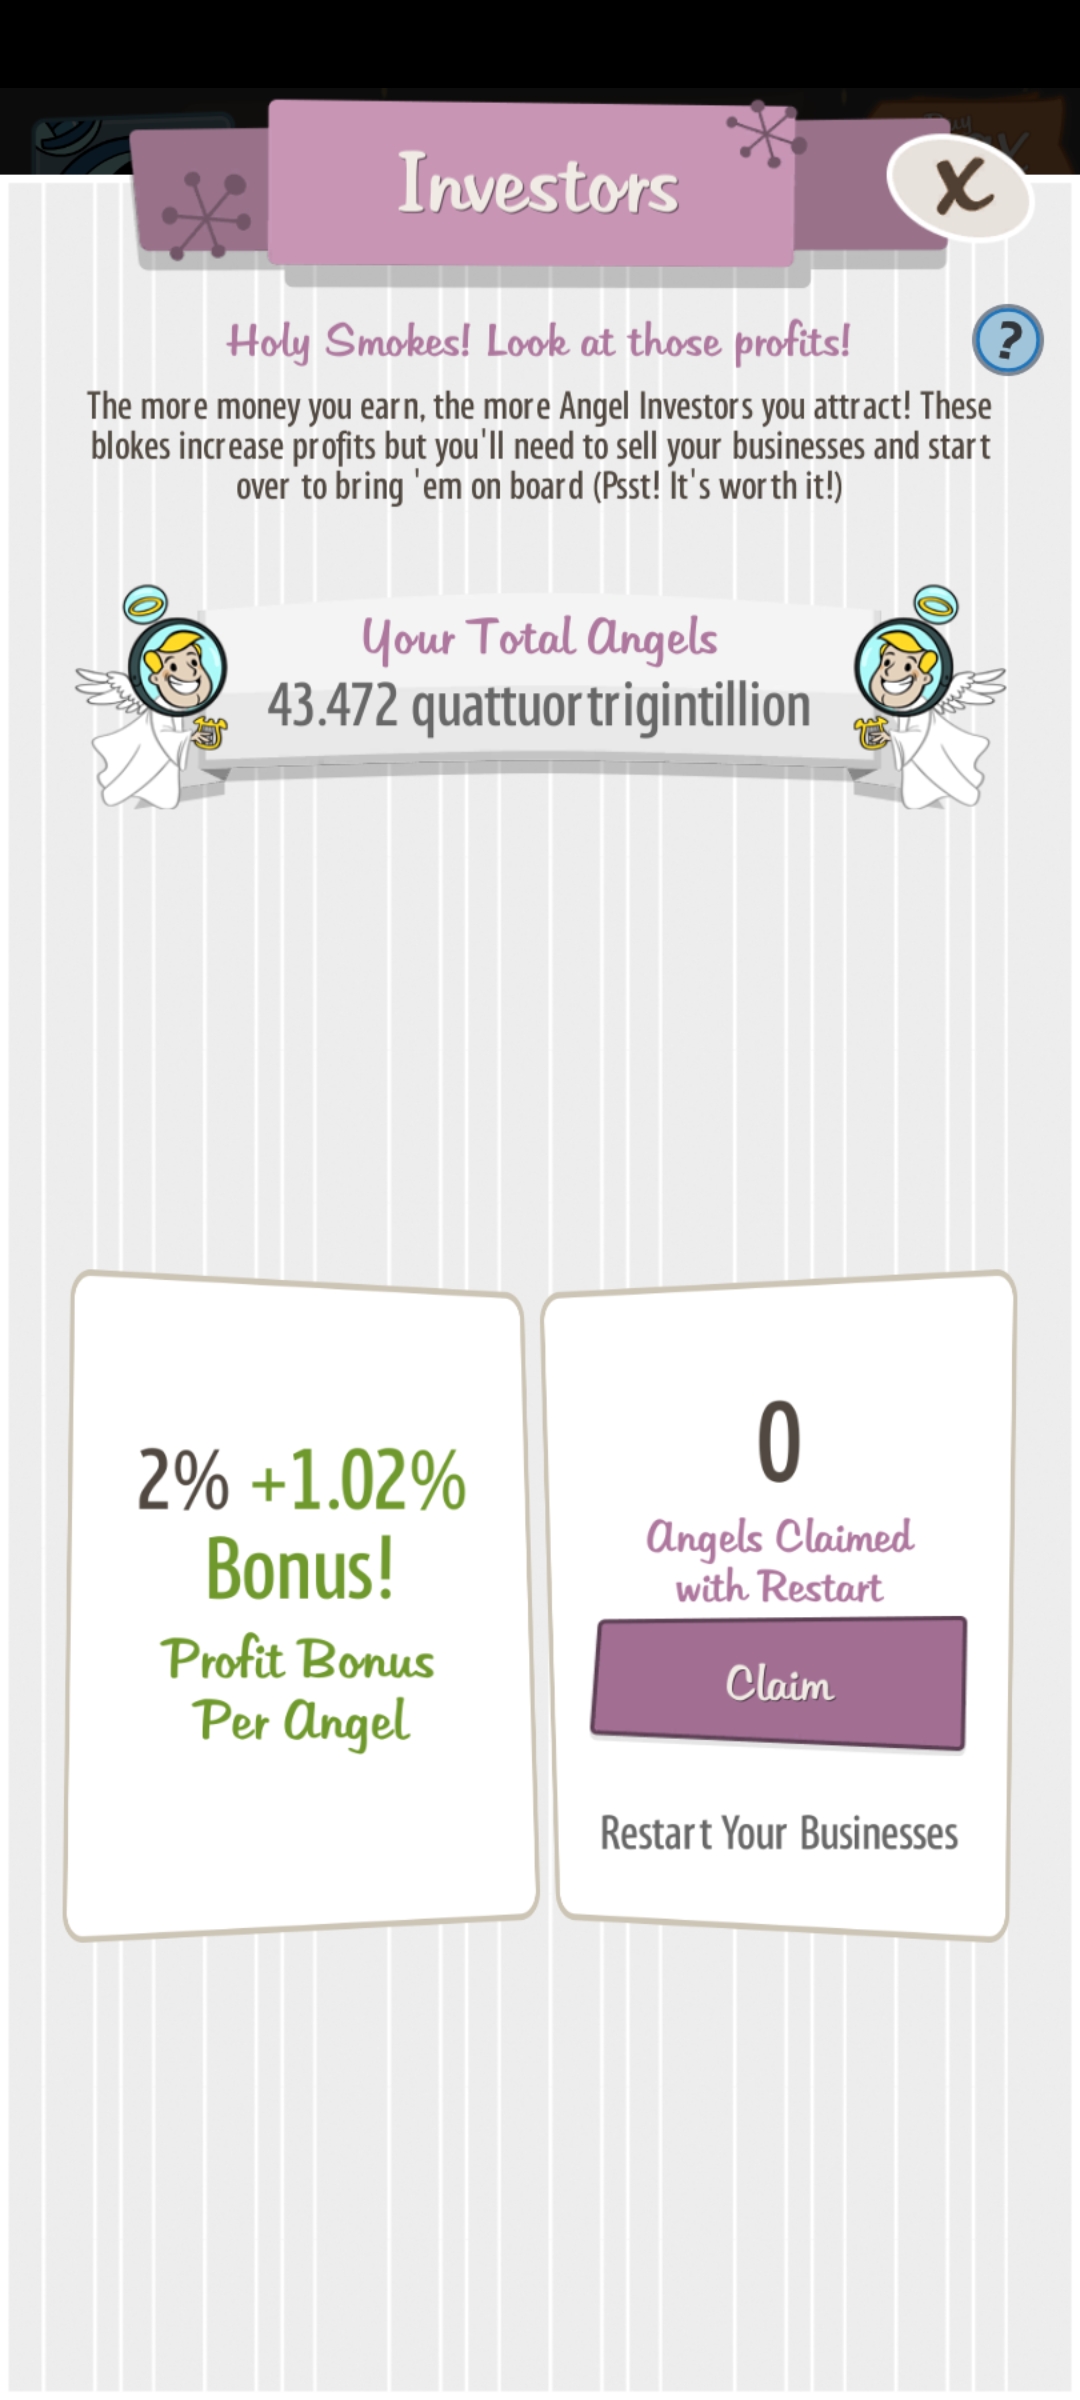 Investors
X
Holy Smokes! Look at those profits!
?
The more money you earn, the more Angel Investors you attract! These
blokes increase profits but you'll need to sell your businesses and start
over to bring 'em on board (Psst! It's worth it!)
Your Total Angels
43.472 quattuortrigintillion
2% +1.02%
Bonus!
Profit Bonus
Per Angel
0
Angels Claimed
with Restart
Claim
Restart Your Businesses